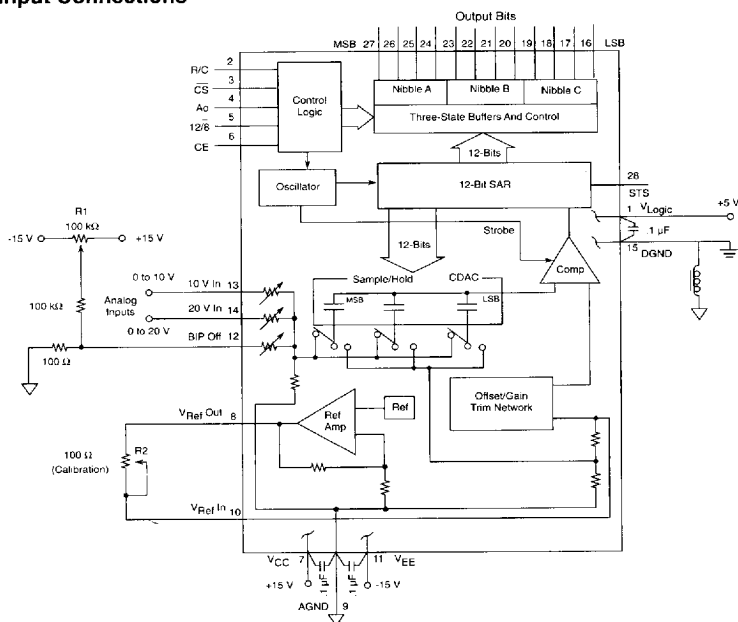 Input Connections
Output Bits
MSB 27 26 25 24 23 22 21 20 19 18 17 16 LSB
2
R/C
3
CS
4
Ao
5
12/8
6
CE
Control
Logic
Nibble A
Nibble B
Nibble C
Three-State Buffers And Control
12-Bits
Oscillator
12-Bit SAR
28
STS
1 VLogic
+5 V
.1 µF
15
DGND
R1
100 kΩ
-15 V
+15 V
12-Bits
Strobe
Comp
Sample/Hold
CDAC
MSB
LSB
0 to 10 V
10 V In 13
100 kΩ
Analog
Inputs
20 V In 14
0 to 20 V
BIP Off 12
100 Ω
Offset/Gain
Trim Network
VRef Out 8
Ref
Amp
Ref
100 Ω
(Calibration)
R2
VRef In 10
VCC 7
11 VEE
+15 V
.1 µF
.1 µF
-15 V
AGND 9